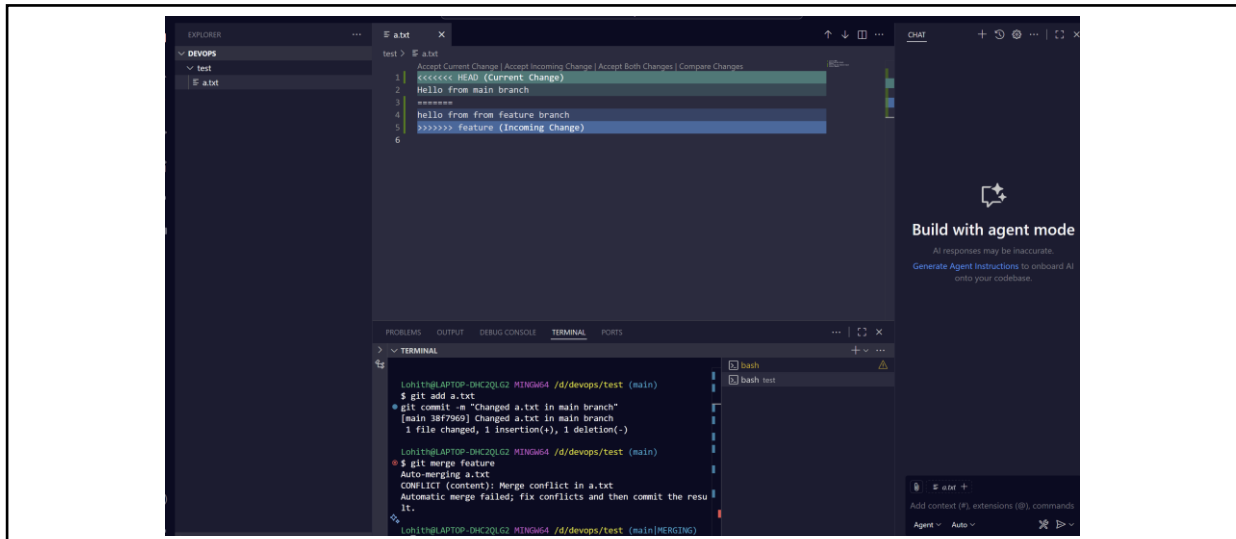 EXPLORER
DEVOPS
test
a.txt
a.txt
test > a.txt
Accept Current Change | Accept Incoming Change | Accept Both Changes | Compare Changes
1 <<<<<<< HEAD (Current Change)
2 Hello from main branch
3 =======
4 hello from from feature branch
5 >>>>>>> feature (Incoming Change)
6
CHAT
Build with agent mode
AI responses may be inaccurate.
Generate Agent Instructions to onboard AI
onto your codebase.
PROBLEMS OUTPUT DEBUG CONSOLE TERMINAL PORTS
TERMINAL
bash
bash test
Lohith@LAPTOP-DHC2QLG2 MINGW64 /d/devops/test (main)
$ git add a.txt
git commit -m "Changed a.txt in main branch"
[main 38f7969] Changed a.txt in main branch
1 file changed, 1 insertion(+), 1 deletion(-)
Lohith@LAPTOP-DHC2QLG2 MINGW64 /d/devops/test (main)
$ git merge feature
Auto-merging a.txt
CONFLICT (content): Merge conflict in a.txt
Automatic merge failed; fix conflicts and then commit the resu
lt.
Lohith@LAPTOP-DHC2QLG2 MINGW64 /d/devops/test (main|MERGING)
a.txt
Add context (#), extensions (@), commands
Agent Auto